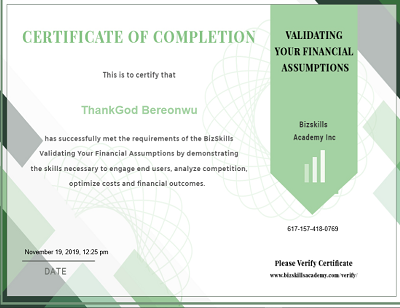 CERTIFICATE OF COMPLETION
This is to certify that
ThankGod Bereonwu
has successfully met the requirements of the BizSkills
Validating Your Financial Assumptions by demonstrating
the skills necessary to engage end users, analyze competition,
optimize costs and financial outcomes.
November 19, 2019, 12:25 pm
DATE
VALIDATING
YOUR FINANCIAL
ASSUMPTIONS
Bizskills
Academy Inc
617-157-418-0769
Please Verify Certificate
www.bizskillsacademy.com/verify/